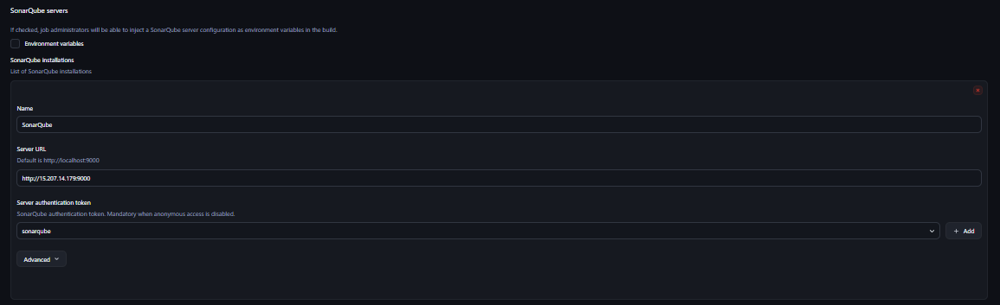 SonarQube servers
If checked, job administrators will be able to inject a SonarQube server configuration as environment variables in the build.
Environment variables
SonarQube installations
List of SonarQube installations
Name
SonarQube
Server URL
Default is http://localhost:9000
http://15.207.14.179:9000
Server authentication token
SonarQube authentication token. Mandatory when anonymous access is disabled.
sonarqube
+ Add
Advanced